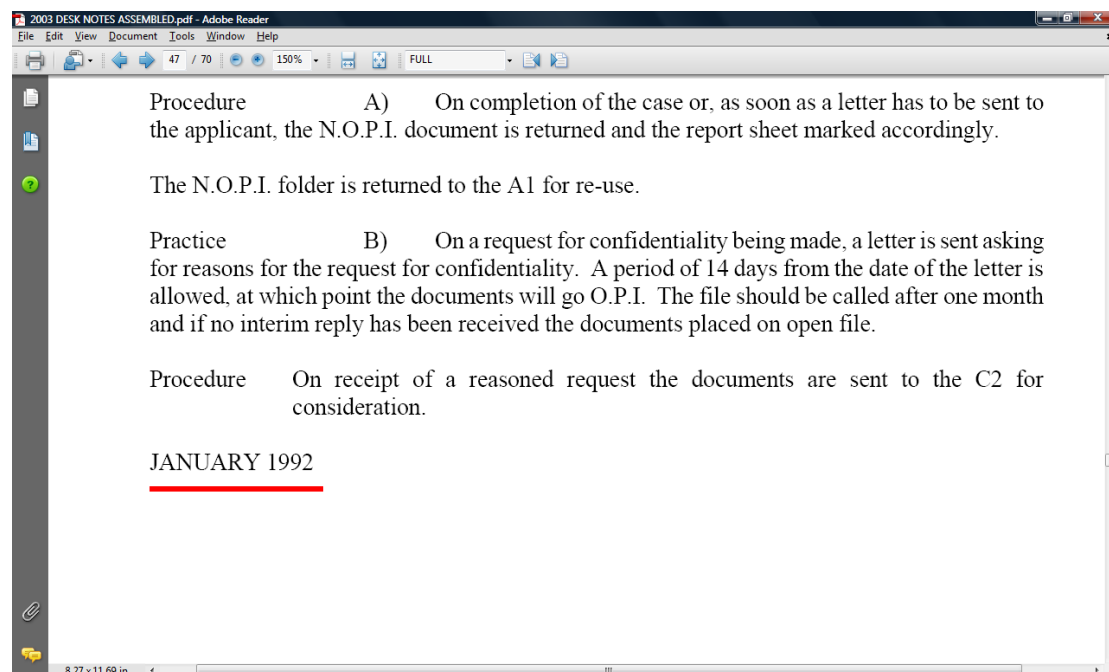 2003 DESK NOTES ASSEMBLED.pdf - Adobe Reader
File Edit View Document Tools Window Help
47 / 70 150% FULL
Procedure A) On completion of the case or, as soon as a letter has to be sent to
the applicant, the N.O.P.I. document is returned and the report sheet marked accordingly.
The N.O.P.I. folder is returned to the A1 for re-use.
Practice B) On a request for confidentiality being made, a letter is sent asking
for reasons for the request for confidentiality. A period of 14 days from the date of the letter is
allowed, at which point the documents will go O.P.I. The file should be called after one month
and if no interim reply has been received the documents placed on open file.
Procedure On receipt of a reasoned request the documents are sent to the C2 for
consideration.
JANUARY 1992
8.27 x 11.69 in